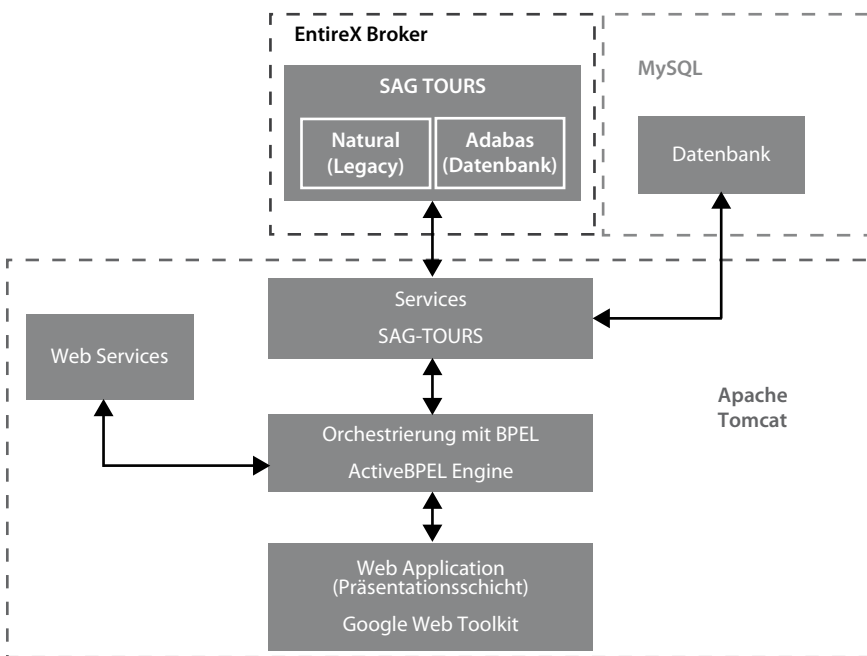 EntireX Broker
SAG TOURS
Natural
(Legacy)
Adabas
(Datenbank)
MySQL
Datenbank
Services
SAG-TOURS
Web Services
Apache
Tomcat
Orchestrierung mit BPEL
ActiveBPEL Engine
Web Application
(Präsentationsschicht)
Google Web Toolkit